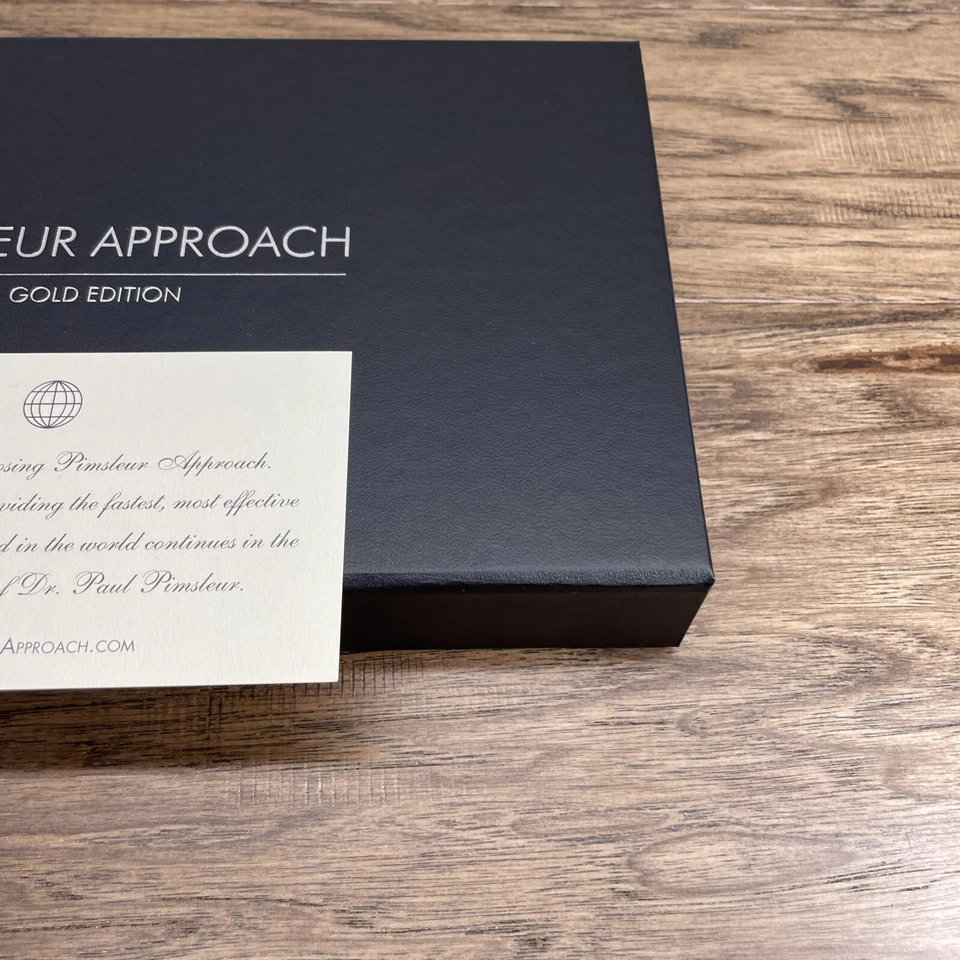 EUR APPROACH
GOLD EDITION
osing Pimsleur Approach.
viding the fastest, most effective
d in the world continues in the
f Dr. Paul Pimsleur.
APPROACH.COM